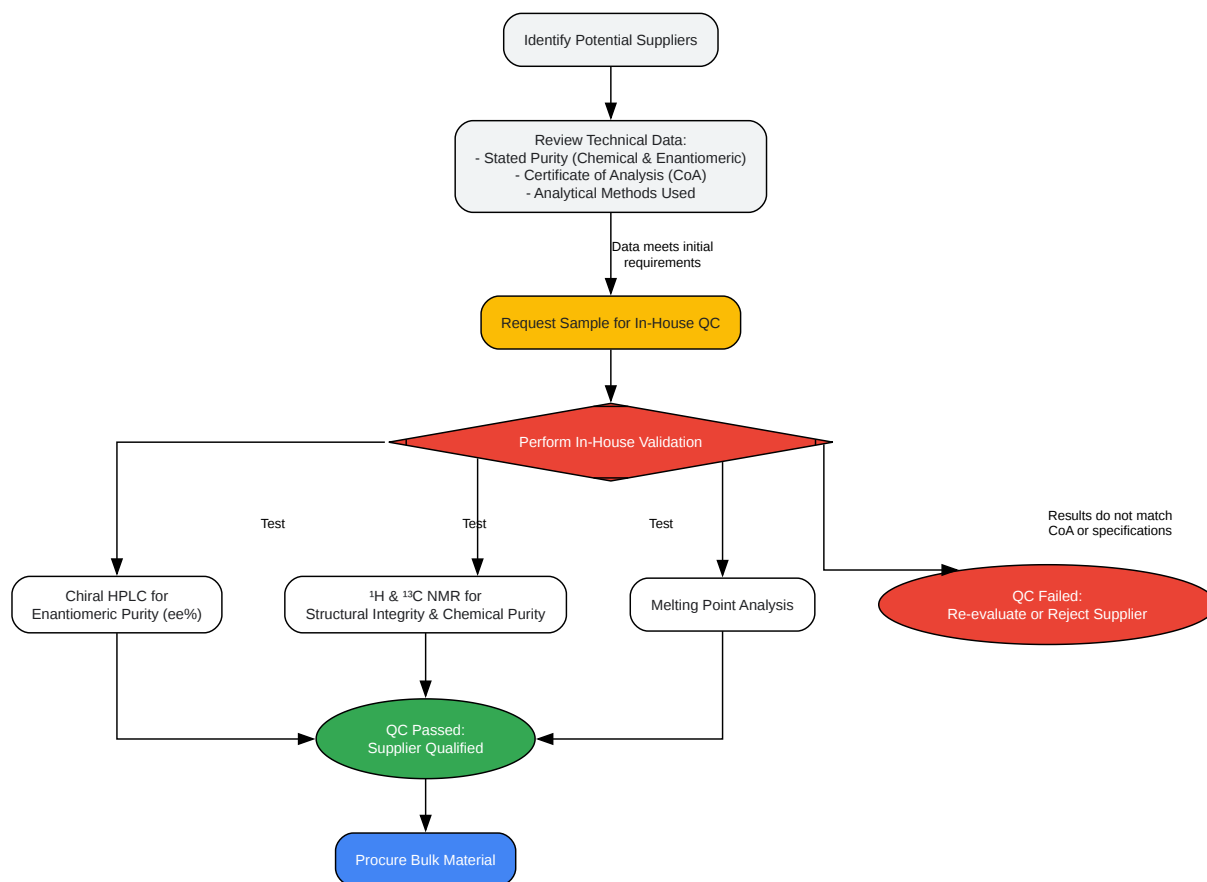 Identify Potential Suppliers
Review Technical Data:
- Stated Purity (Chemical & Enantiomeric)
- Certificate of Analysis (CoA)
- Analytical Methods Used
Data meets initial
requirements
Request Sample for In-House QC
Perform In-House Validation
Test
Test
Test
Results do not match
CoA or specifications
Chiral HPLC for
Enantiomeric Purity (ee%)
¹H & ¹³C NMR for
Structural Integrity & Chemical Purity
Melting Point Analysis
QC Failed:
Re-evaluate or Reject Supplier
QC Passed:
Supplier Qualified
Procure Bulk Material